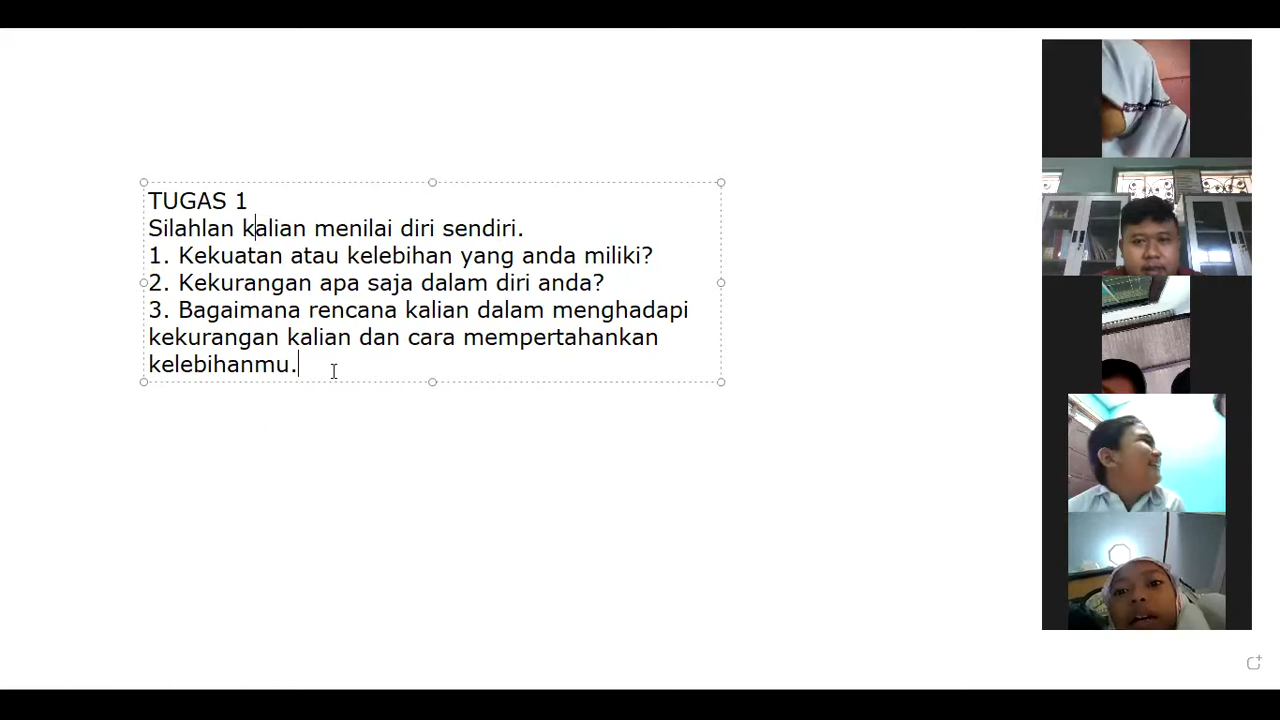 TUGAS 1
Silahlan kalian menilai diri sendiri.
1. Kekuatan atau kelebihan yang anda miliki?
2. Kekurangan apa saja dalam diri anda?
3. Bagaimana rencana kalian dalam menghadapi
kekurangan kalian dan cara mempertahankan
kelebihanmu.